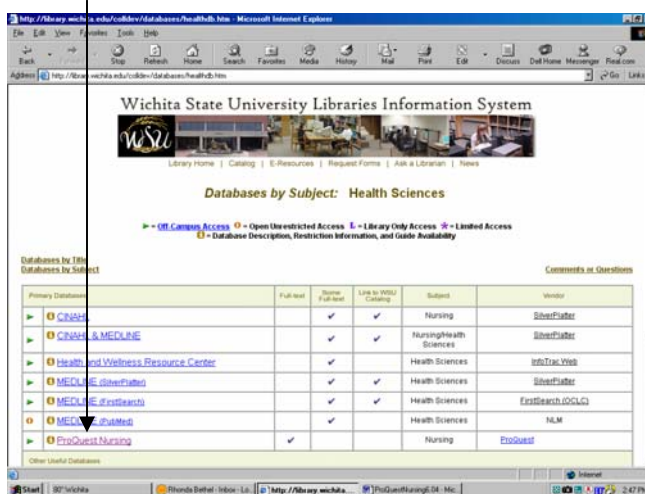 http://library.wichita.edu/colldev/databases/healthdb.htm - Microsoft Internet Explorer
File Edit View Favorites Tools Help
Back Forward Stop Refresh Home Search Favorites Media History Mail Print Edit Discuss Dell Home Messenger Real.com
Address http://library.wichita.edu/colldev/databases/healthdb.htm Go Links
Wichita State University Libraries Information System
WSU
Library Home | Catalog | E-Resources | Request Forms | Ask a Librarian | News
Databases by Subject: Health Sciences
= Off Campus Access = Open Unrestricted Access L = Library Only Access = Limited Access
= Database Description, Restriction Information, and Guide Availability
Databases by Title
Databases by Subject Comments or Questions
Primary Databases Full-text Some Full-text Link to WSU Catalog Subject Vendor
CINAHL Nursing SilverPlatter
CINAHL & MEDLINE Nursing/Health Sciences SilverPlatter
Health and Wellness Resource Center Health Sciences InfoTrac Web
MEDLINE (SilverPlatter) Health Sciences SilverPlatter
MEDLINE (FirstSearch) Health Sciences FirstSearch (OCLC)
MEDLINE (PubMed) Health Sciences NLM
ProQuest Nursing Nursing ProQuest
Other Useful Databases
Internet
Start 80° Wichita Rhonda Bethel - Inbox - Lo... http://library.wichita.... ProQuestNursing6.04 - Mic... 2:47 PM